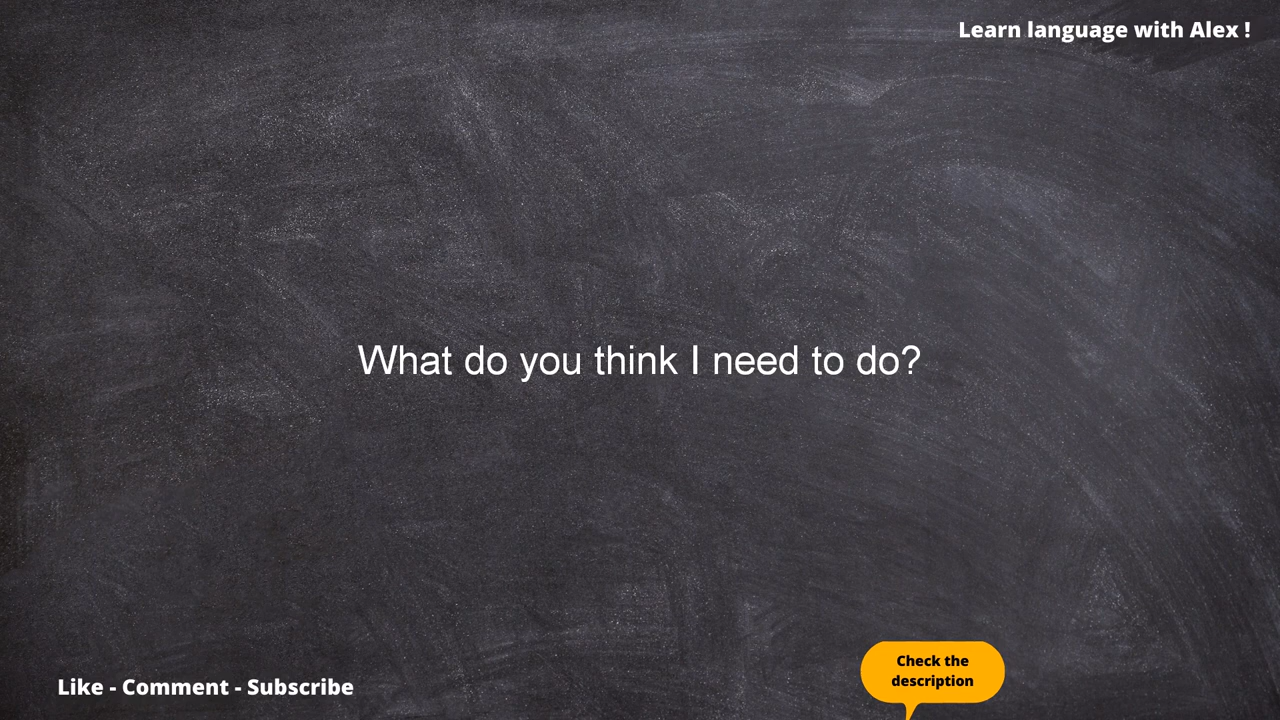 Learn language with Alex !
What do you think I need to do?
Check the
description
Like - Comment - Subscribe